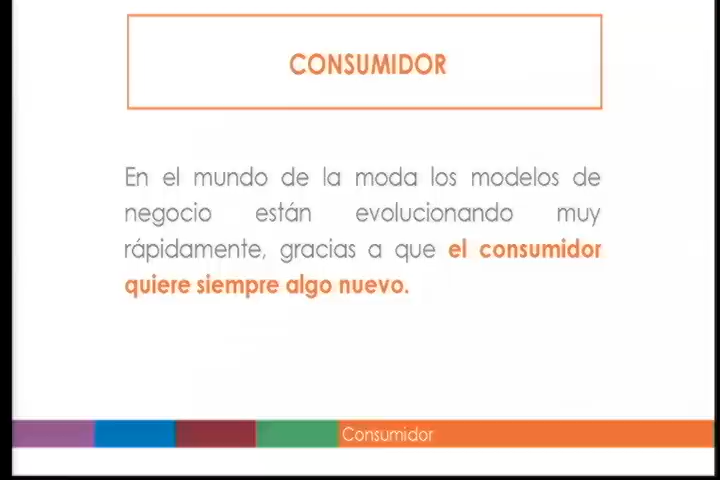 CONSUMIDOR
En el mundo de la moda los modelos de
negocio están evolucionando muy
rápidamente, gracias a que el consumidor
quiere siempre algo nuevo.
Consumidor